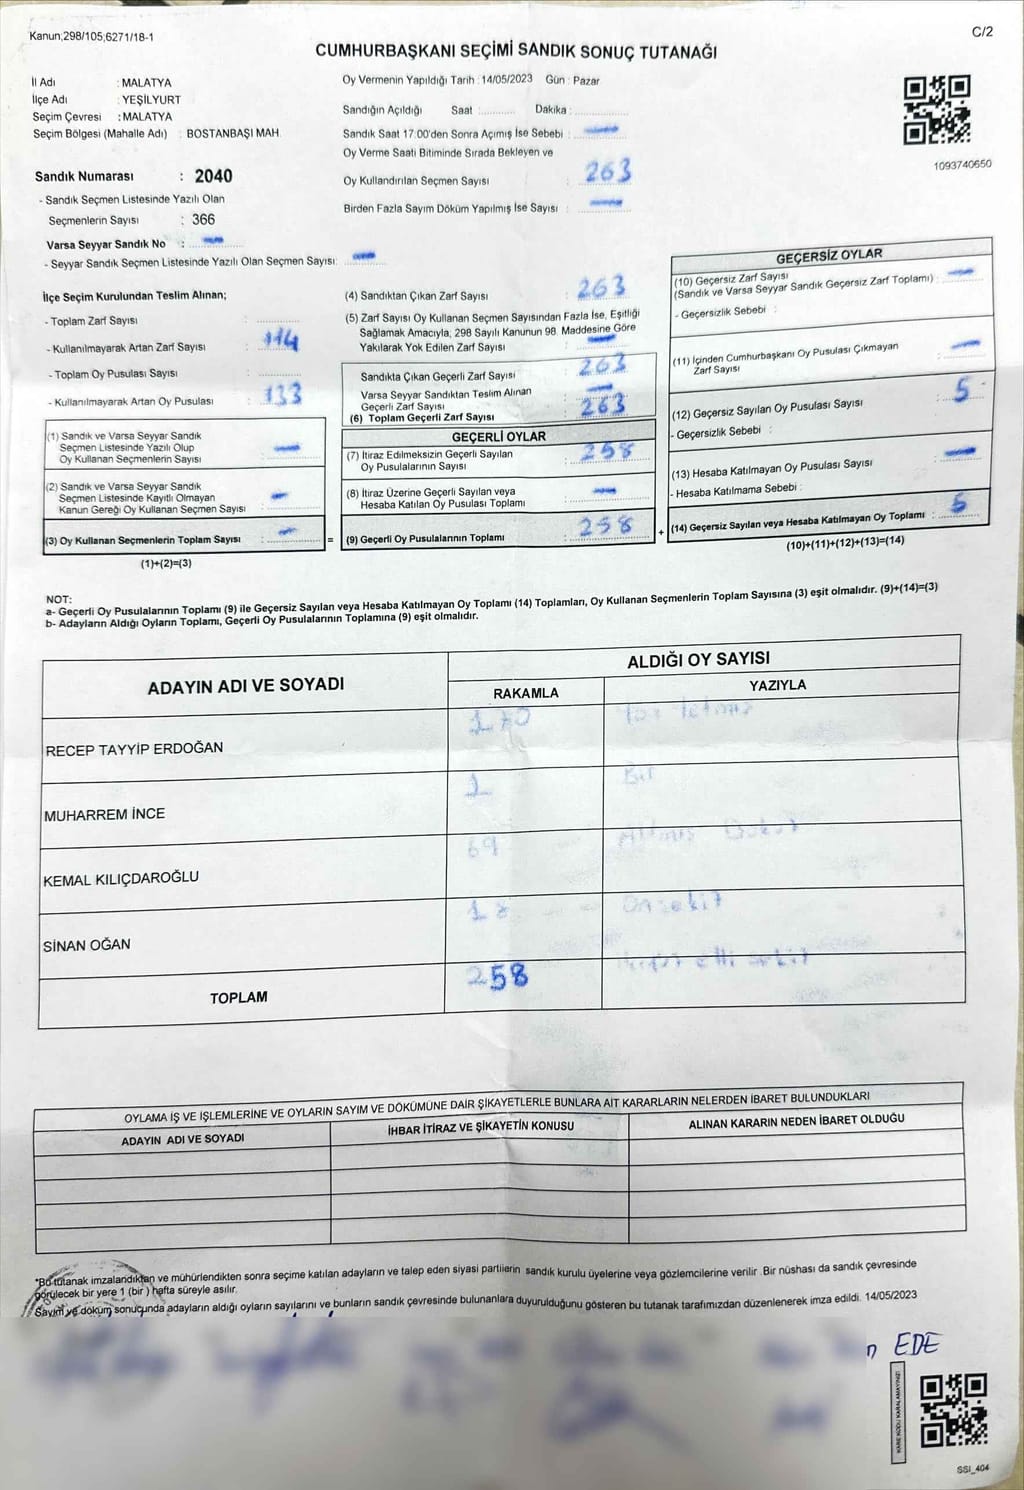 Kanun;298/105;6271/18-1
C/2
CUMHURBAŞKANI SEÇİMİ SANDIK SONUÇ TUTANAĞI
İl Adı : MALATYA
İlçe Adı : YEŞİLYURT
Seçim Çevresi : MALATYA
Seçim Bölgesi (Mahalle Adı) : BOSTANBAŞI MAH.
Sandık Numarası : 2040
- Sandık Seçmen Listesinde Yazılı Olan
Seçmenlerin Sayısı : 366
Varsa Seyyar Sandık No : —
- Seyyar Sandık Seçmen Listesinde Yazılı Olan Seçmen Sayısı: —
Oy Vermenin Yapıldığı Tarih : 14/05/2023 Gün : Pazar
Sandığın Açıldığı Saat :............ Dakika :............
Sandık Saat 17:00'den Sonra Açımış İse Sebebi : —
Oy Verme Saati Bitiminde Sırada Bekleyen ve
Oy Kullandırılan Seçmen Sayısı : 263
Birden Fazla Sayım Döküm Yapılmış İse Sayısı : —
1093740650
İlçe Seçim Kurulundan Teslim Alınan;
- Toplam Zarf Sayısı :
- Kullanılmayarak Artan Zarf Sayısı : 114
- Toplam Oy Pusulası Sayısı :
- Kullanılmayarak Artan Oy Pusulası : 133
(1) Sandık ve Varsa Seyyar Sandık
Seçmen Listesinde Yazılı Olup
Oy Kullanan Seçmenlerin Sayısı : —
(2) Sandık ve Varsa Seyyar Sandık
Seçmen Listesinde Kayıtlı Olmayan
Kanun Gereği Oy Kullanan Seçmen Sayısı : —
(3) Oy Kullanan Seçmenlerin Toplam Sayısı : —
(1)+(2)=(3)
=
(4) Sandıktan Çıkan Zarf Sayısı : 263
(5) Zarf Sayısı Oy Kullanan Seçmen Sayısından Fazla İse, Eşitliği
Sağlamak Amacıyla, 298 Sayılı Kanunun 98. Maddesine Göre
Yakılarak Yok Edilen Zarf Sayısı : —
Sandıkta Çıkan Geçerli Zarf Sayısı : 263
Varsa Seyyar Sandıktan Teslim Alınan
Geçerli Zarf Sayısı : —
(6) Toplam Geçerli Zarf Sayısı : 263
GEÇERLİ OYLAR
(7) İtiraz Edilmeksizin Geçerli Sayılan
Oy Pusulalarının Sayısı : 258
(8) İtiraz Üzerine Geçerli Sayılan veya
Hesaba Katılan Oy Pusulası Toplamı : —
(9) Geçerli Oy Pusulalarının Toplamı : 258
+
GEÇERSİZ OYLAR
(10) Geçersiz Zarf Sayısı
(Sandık ve Varsa Seyyar Sandık Geçersiz Zarf Toplamı) : —
- Geçersizlik Sebebi :
(11) İçinden Cumhurbaşkanı Oy Pusulası Çıkmayan
Zarf Sayısı : —
(12) Geçersiz Sayılan Oy Pusulası Sayısı : 5
- Geçersizlik Sebebi :
(13) Hesaba Katılmayan Oy Pusulası Sayısı : —
- Hesaba Katılmama Sebebi :
(14) Geçersiz Sayılan veya Hesaba Katılmayan Oy Toplamı : 5
(10)+(11)+(12)+(13)=(14)
NOT:
a- Geçerli Oy Pusulalarının Toplamı (9) ile Geçersiz Sayılan veya Hesaba Katılmayan Oy Toplamı (14) Toplamları, Oy Kullanan Seçmenlerin Toplam Sayısına (3) eşit olmalıdır. (9)+(14)=(3)
b- Adayların Aldığı Oyların Toplamı, Geçerli Oy Pusulalarının Toplamına (9) eşit olmalıdır.
ADAYIN ADI VE SOYADI ALDIĞI OY SAYISI
RAKAMLA YAZIYLA
RECEP TAYYİP ERDOĞAN 170 Yüz Yetmiş
MUHARREM İNCE 1 Bir
KEMAL KILIÇDAROĞLU 69 Altmış Dokuz
SİNAN OĞAN 18 Onsekiz
TOPLAM 258 elli sekiz
OYLAMA İŞ VE İŞLEMLERİNE VE OYLARIN SAYIM VE DÖKÜMÜNE DAİR ŞİKAYETLERLE BUNLARA AİT KARARLARIN NELERDEN İBARET BULUNDUKLARI
ADAYIN ADI VE SOYADI İHBAR İTİRAZ VE ŞİKAYETİN KONUSU ALINAN KARARIN NEDEN İBARET OLDUĞU
*Bu tutanak imzalandıktan ve mühürlendikten sonra seçime katılan adayların ve talep eden siyasi partilerin sandık kurulu üyelerine veya gözlemcilerine verilir .Bir nüshası da sandık çevresinde
görülecek bir yere 1 (bir ) hafta süreyle asılır.
Sayım ve döküm sonucunda adayların aldığı oyların sayılarını ve bunların sandık çevresinde bulunanlara duyurulduğunu gösteren bu tutanak tarafımızdan düzenlenerek imza edildi. 14/05/2023
n EDE
KARE KODU KARALAMAYINIZ!
SSI_404